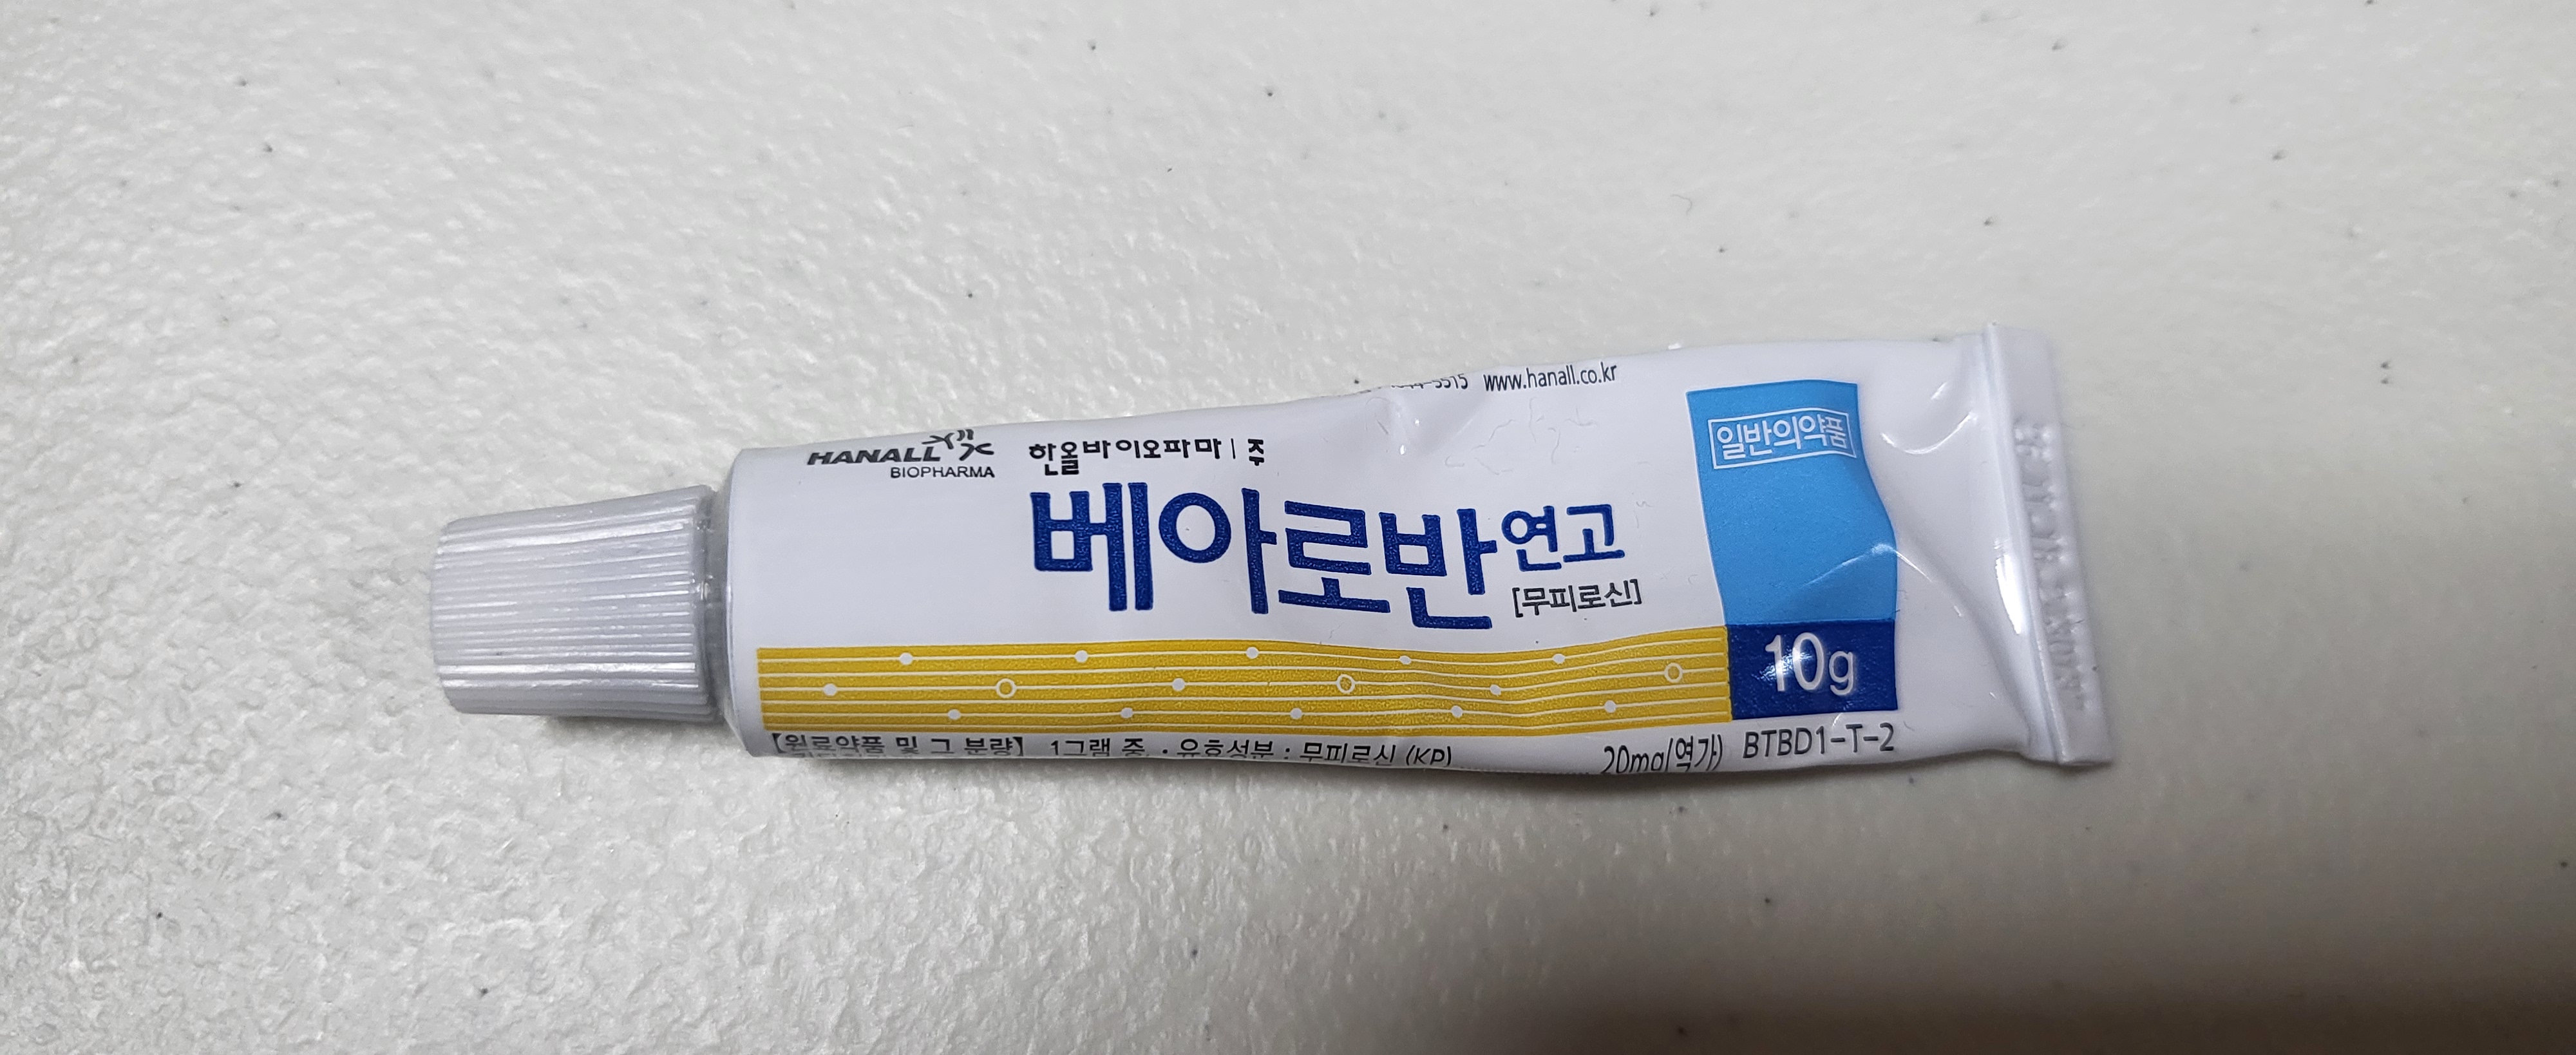 www.hanall.co.kr
HANALL
BIOPHARMA
한올바이오파마 주
베아로반 연고
[무피로신]
일반의약품
10g
【원료약품 및 그 분량】 1그램 중 · 유효성분 : 무피로신 (KP) 20mg(역가) BTBD1-T-2